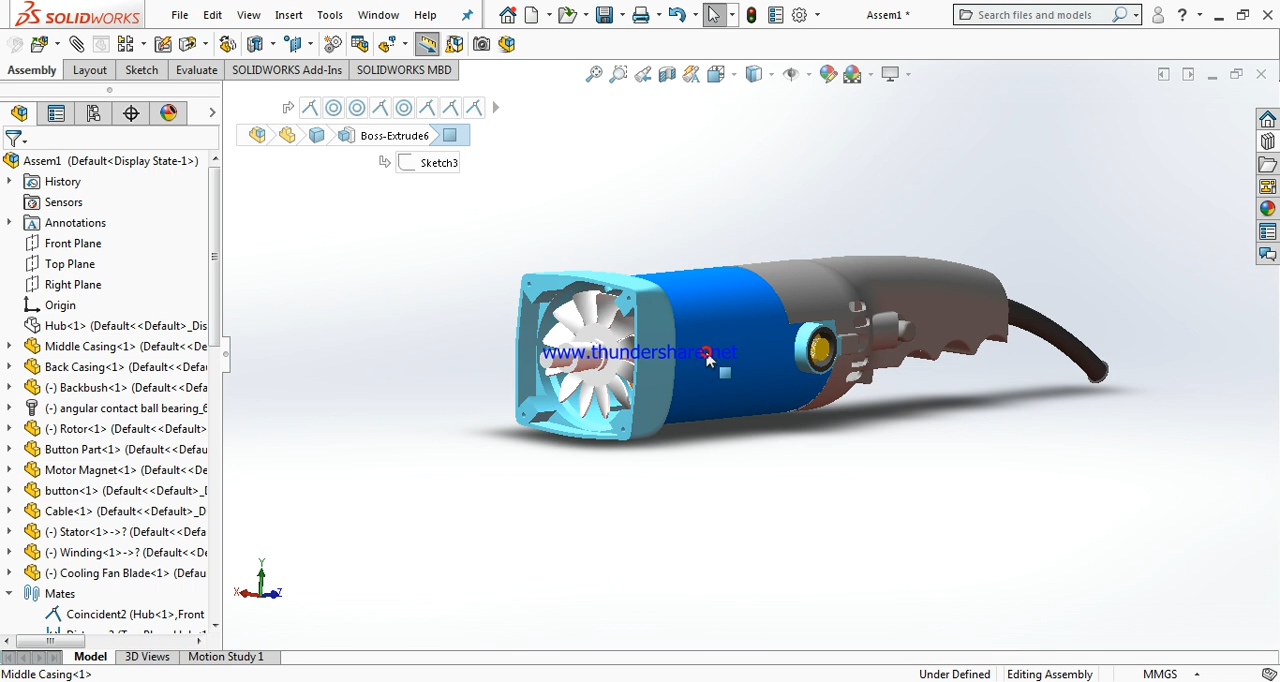 SOLIDWORKS
File Edit View Insert Tools Window Help
Assem1 *
Search files and models
Assembly Layout Sketch Evaluate SOLIDWORKS Add-Ins SOLIDWORKS MBD
Boss-Extrude6
Sketch3
Assem1 (Default<Display State-1>)
History
Sensors
Annotations
Front Plane
Top Plane
Right Plane
Origin
Hub<1> (Default<<Default>_Dis
Middle Casing<1> (Default<<De
Back Casing<1> (Default<<Defa
(-) Backbush<1> (Default<<Def
(-) angular contact ball bearing_6
(-) Rotor<1> (Default<<Default
Button Part<1> (Default<<Defau
Motor Magnet<1> (Default<<De
button<1> (Default<<Default>_D
Cable<1> (Default<<Default>_D
(-) Stator<1>->? (Default<<Defa
(-) Winding<1>->? (Default<<De
(-) Cooling Fan Blade<1> (Defau
Mates
Coincident2 (Hub<1>,Front
www.thundershare.net
Y
X
Z
Model 3D Views Motion Study 1
Middle Casing<1>
Under Defined Editing Assembly MMGS